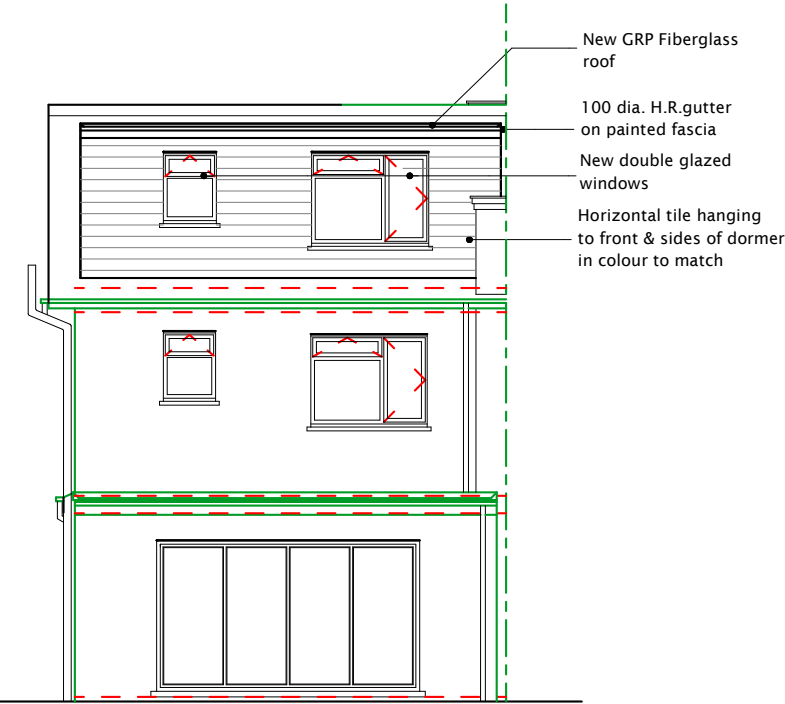 New GRP Fiberglass
roof
100 dia. H.R.gutter
on painted fascia
New double glazed
windows
Horizontal tile hanging
to front & sides of dormer
in colour to match